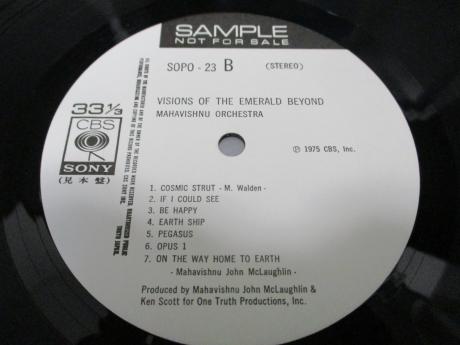 SAMPLE
NOT FOR SALE
SOPO - 23 B (STEREO)
VISIONS OF THE EMERALD BEYOND
MAHAVISHNU ORCHESTRA
33⅓
CBS
SONY
(見本盤)
℗ 1975 CBS, Inc.
1. COSMIC STRUT - M. Walden -
2. IF I COULD SEE
3. BE HAPPY
4. EARTH SHIP
5. PEGASUS
6. OPUS 1
7. ON THE WAY HOME TO EARTH
- Mahavishnu John McLaughlin -
Produced by Mahavishnu John McLaughlin &
Ken Scott for One Truth Productions, Inc.